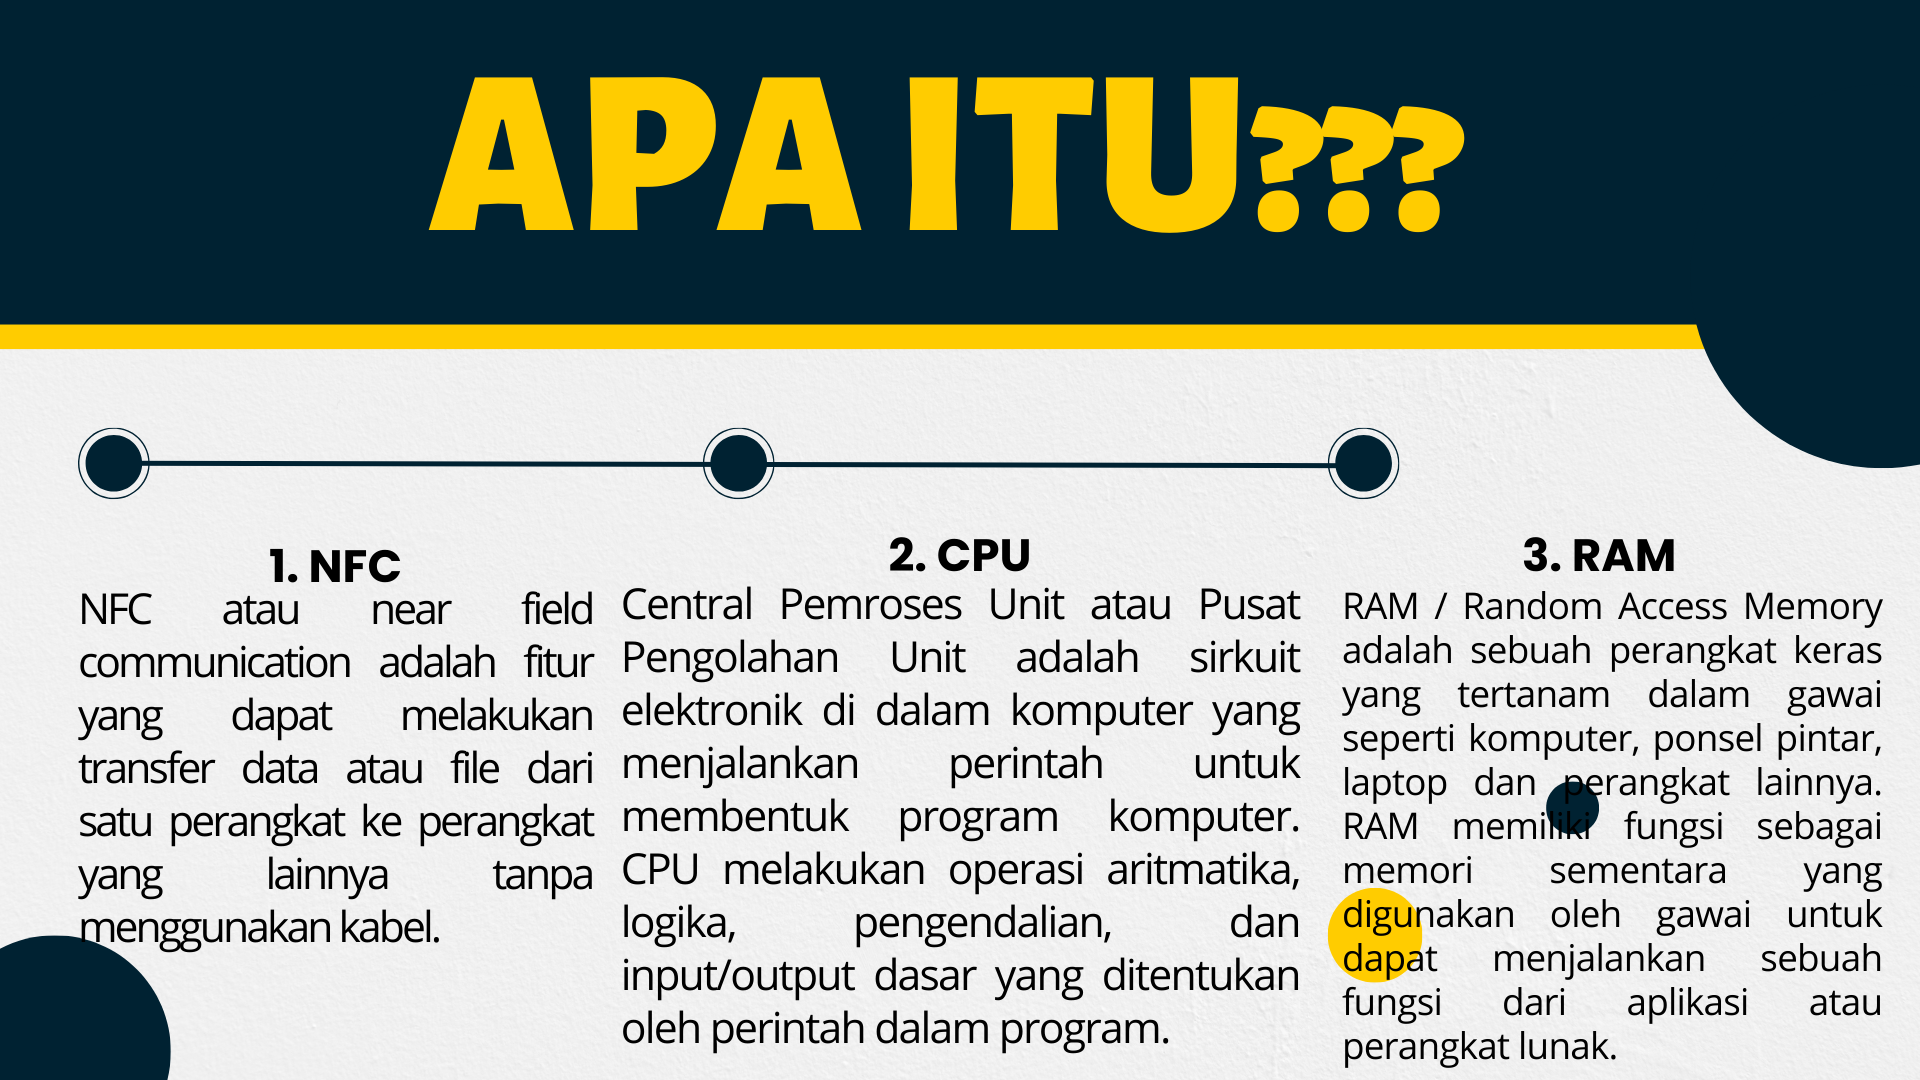 APA ITU???
1. NFC
NFC atau near field
communication adalah fitur
yang dapat melakukan
transfer data atau file dari
satu perangkat ke perangkat
yang lainnya tanpa
menggunakan kabel.
2. CPU
Central Pemroses Unit atau Pusat
Pengolahan Unit adalah sirkuit
elektronik di dalam komputer yang
menjalankan perintah untuk
membentuk program komputer.
CPU melakukan operasi aritmatika,
logika, pengendalian, dan
input/output dasar yang ditentukan
oleh perintah dalam program.
3. RAM
RAM / Random Access Memory
adalah sebuah perangkat keras
yang tertanam dalam gawai
seperti komputer, ponsel pintar,
laptop dan perangkat lainnya.
RAM memiliki fungsi sebagai
memori sementara yang
digunakan oleh gawai untuk
dapat menjalankan sebuah
fungsi dari aplikasi atau
perangkat lunak.